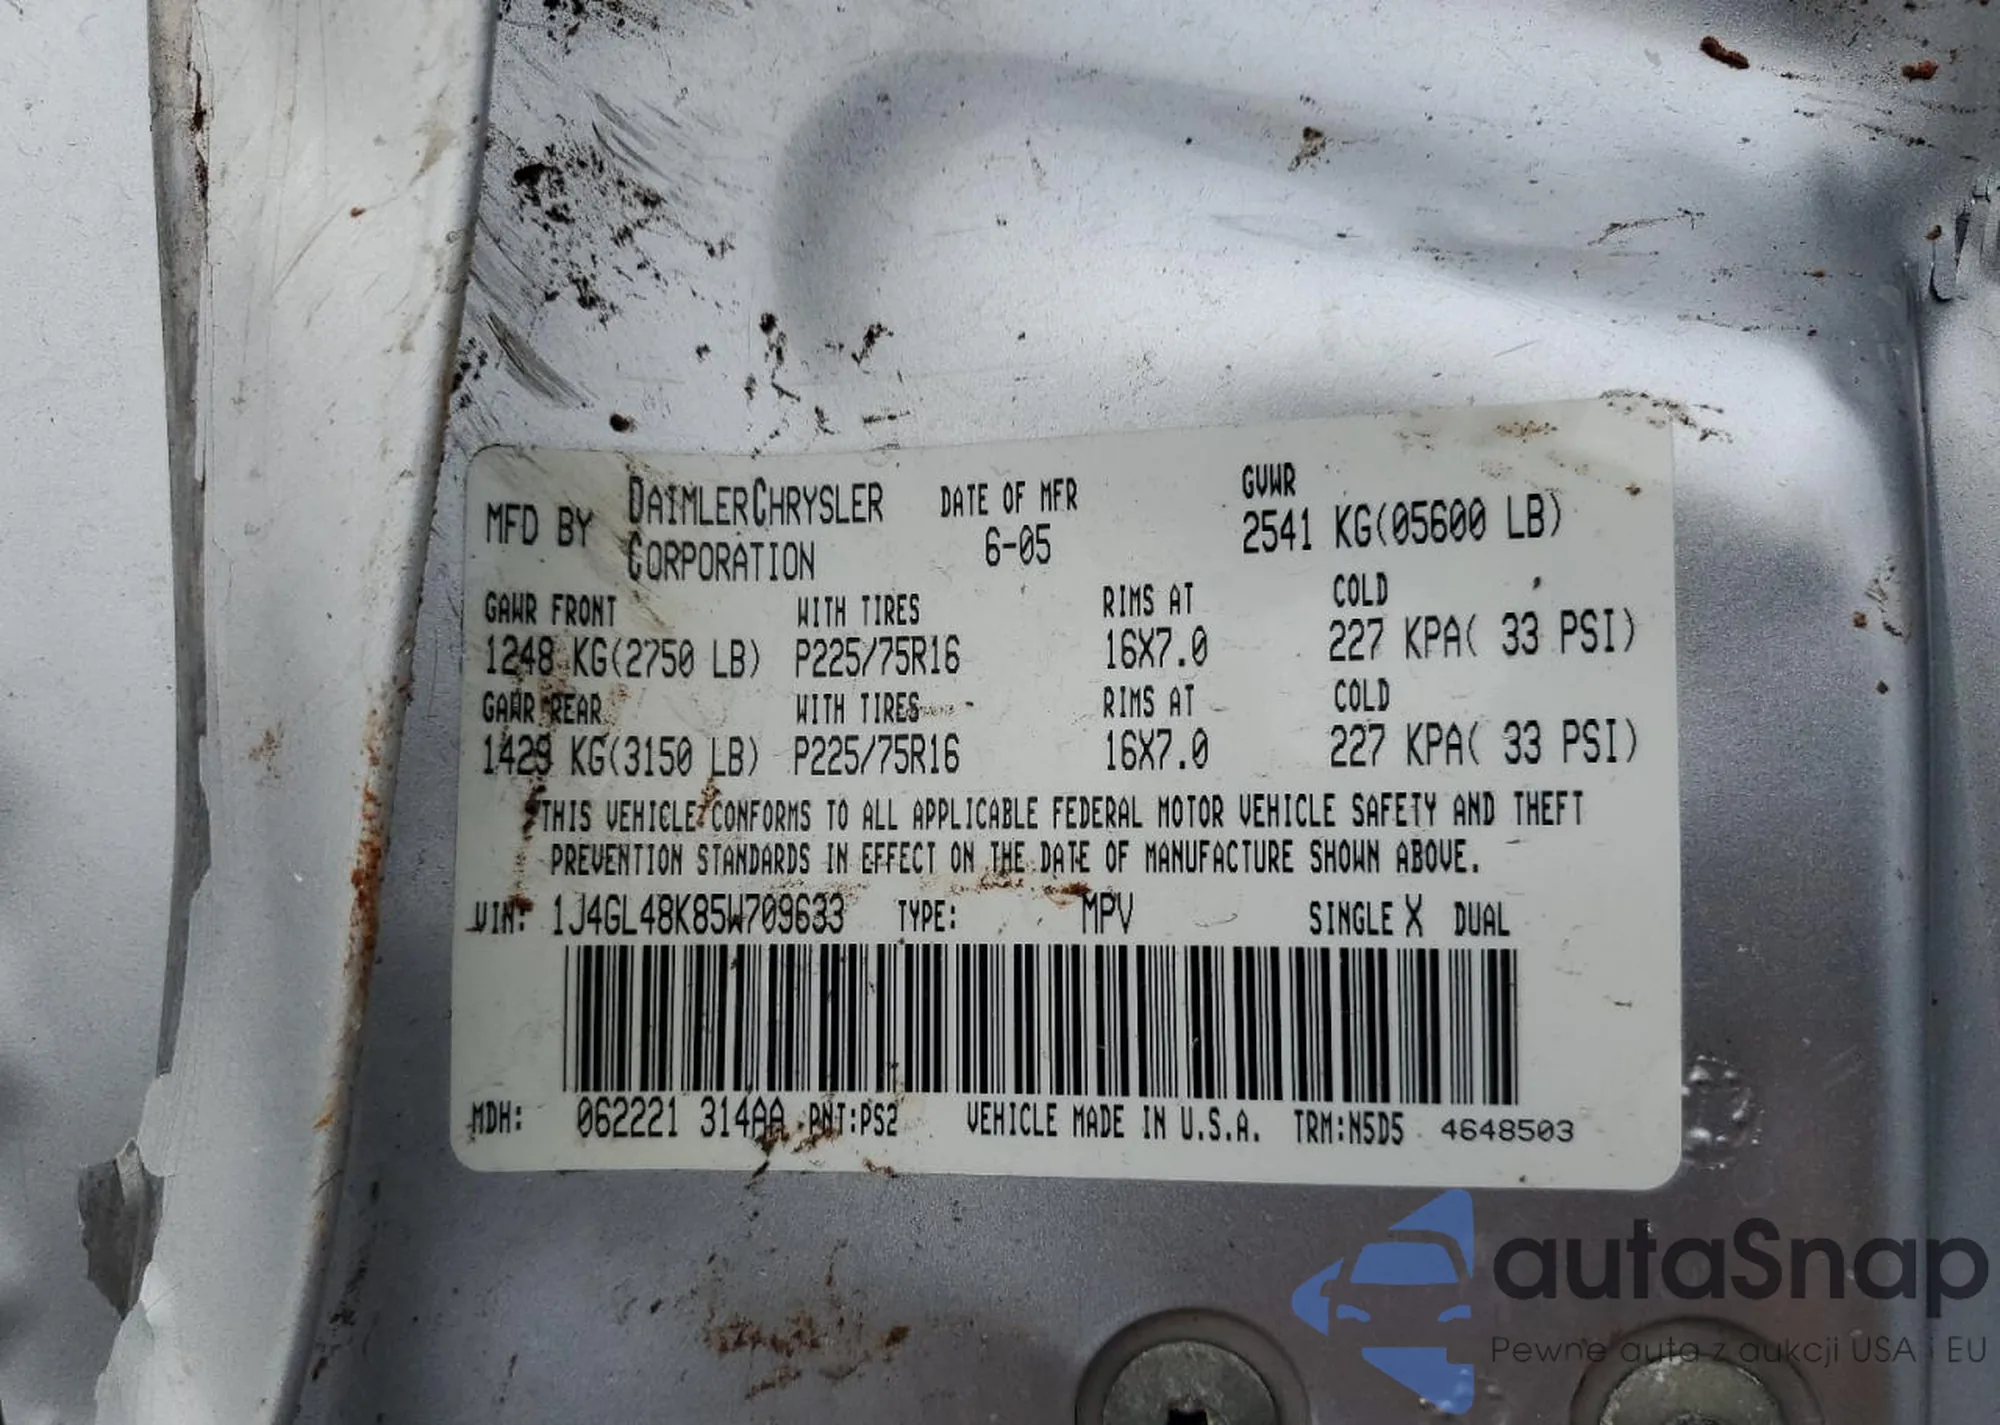 MFD BY DAIMLERCHRYSLER CORPORATION DATE OF MFR 6-05 GVWR 2541 KG(05600 LB)
GAWR FRONT WITH TIRES RIMS AT COLD
1248 KG(2750 LB) P225/75R16 16X7.0 227 KPA( 33 PSI)
GAWR REAR WITH TIRES RIMS AT COLD
1429 KG(3150 LB) P225/75R16 16X7.0 227 KPA( 33 PSI)
THIS VEHICLE CONFORMS TO ALL APPLICABLE FEDERAL MOTOR VEHICLE SAFETY AND THEFT
PREVENTION STANDARDS IN EFFECT ON THE DATE OF MANUFACTURE SHOWN ABOVE.
VIN: 1J4GL48K85W709633 TYPE: MPV SINGLE X DUAL
MDH: 062221 314AA PNT:PS2 VEHICLE MADE IN U.S.A. TRM:N5D5 4648503
autaSnap
Pewne auta z aukcji USA i EU